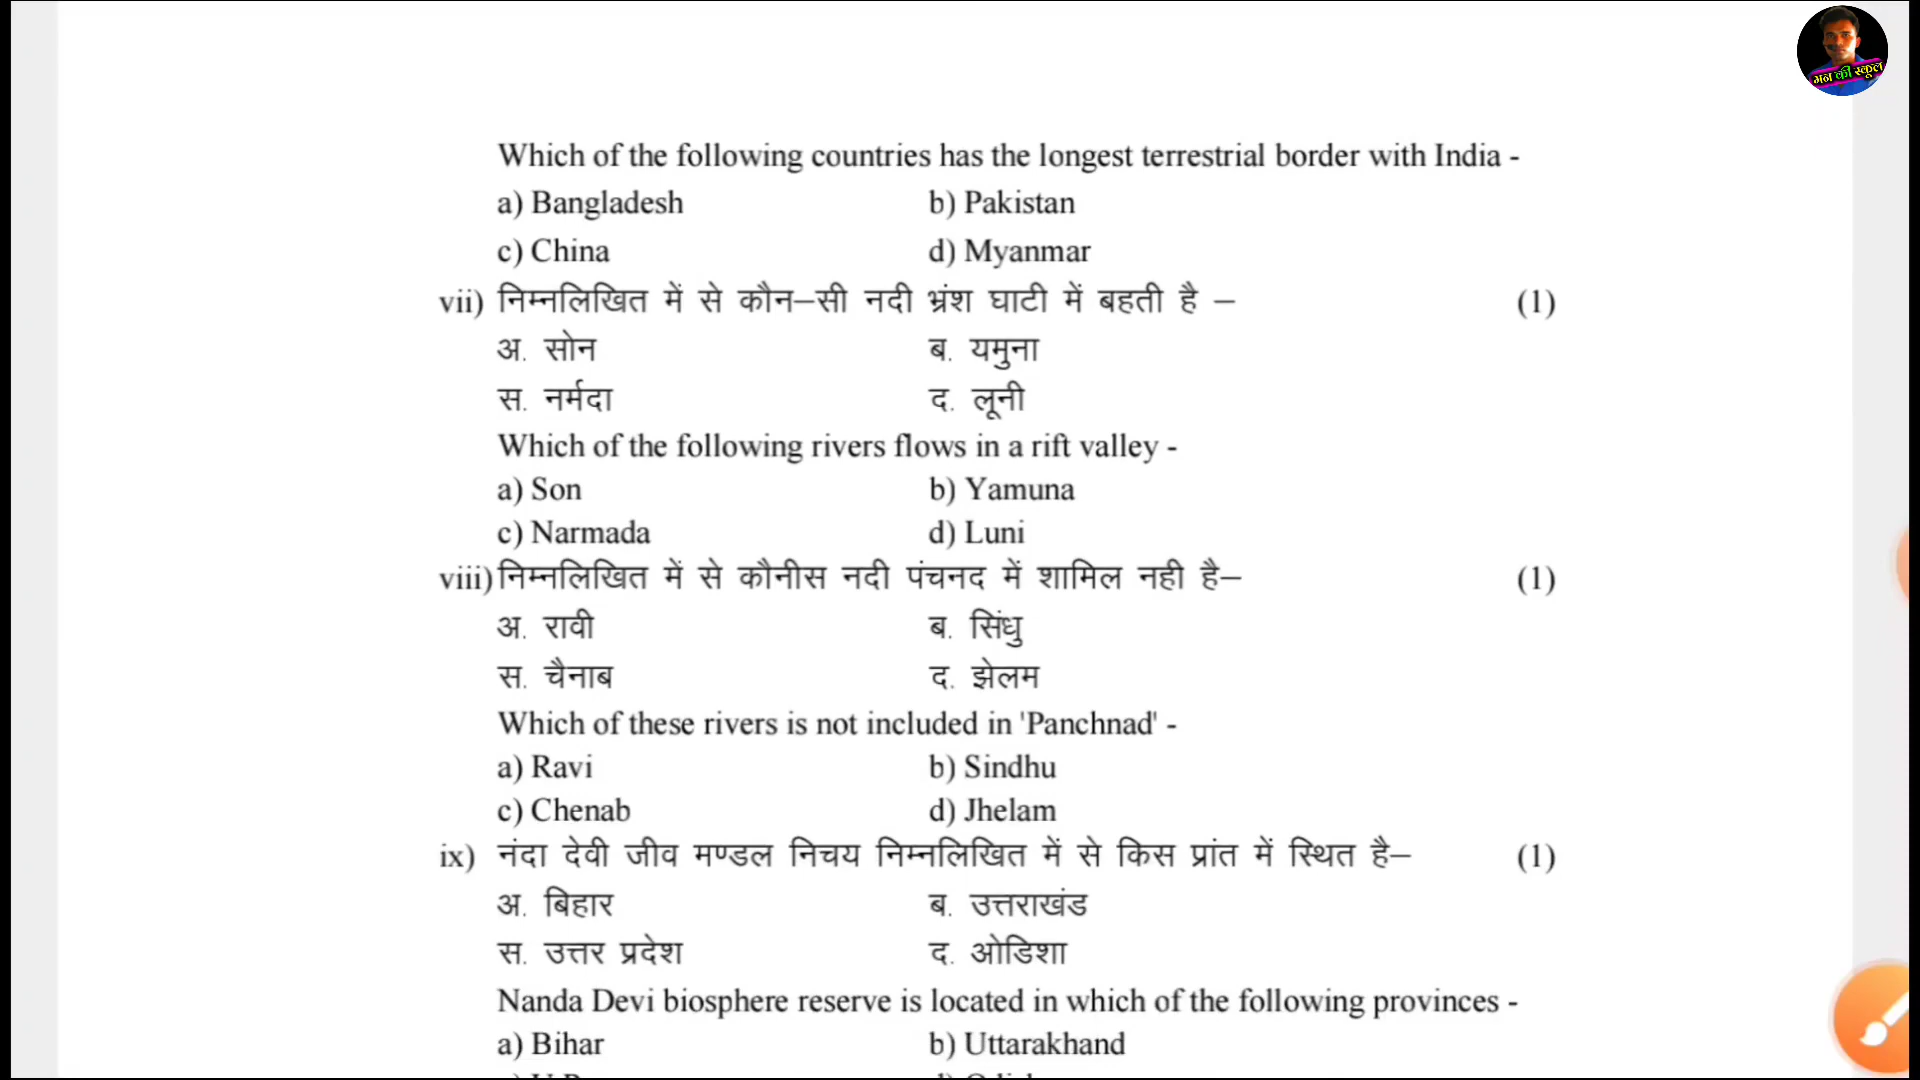 मन की स्कूल
Which of the following countries has the longest terrestrial border with India -
a) Bangladesh b) Pakistan
c) China d) Myanmar
vii) निम्नलिखित में से कौन–सी नदी भ्रंश घाटी में बहती है – (1)
अ. सोन ब. यमुना
स. नर्मदा द. लूनी
Which of the following rivers flows in a rift valley -
a) Son b) Yamuna
c) Narmada d) Luni
viii) निम्नलिखित में से कौनीस नदी पंचनद में शामिल नही है– (1)
अ. रावी ब. सिंधु
स. चैनाब द. झेलम
Which of these rivers is not included in 'Panchnad' -
a) Ravi b) Sindhu
c) Chenab d) Jhelam
ix) नंदा देवी जीव मण्डल निचय निम्नलिखित में से किस प्रांत में स्थित है– (1)
अ. बिहार ब. उत्तराखंड
स. उत्तर प्रदेश द. ओडिशा
Nanda Devi biosphere reserve is located in which of the following provinces -
a) Bihar b) Uttarakhand